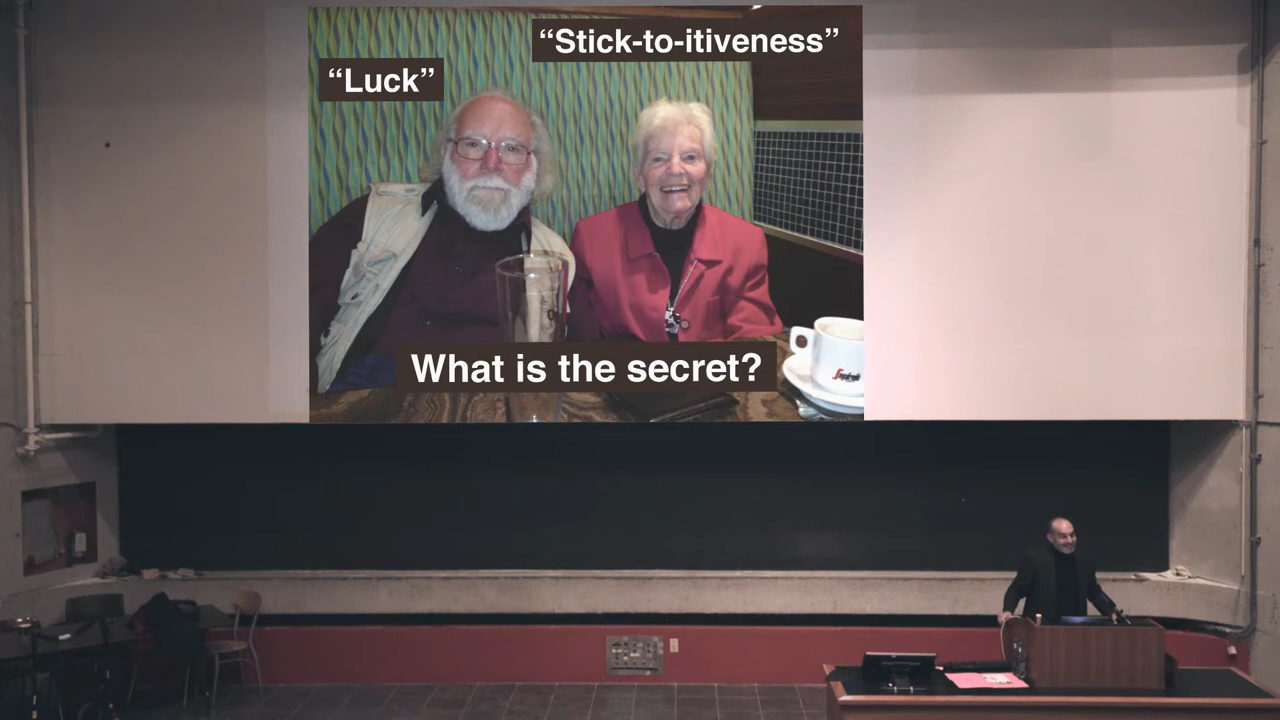 “Stick-to-itiveness”
“Luck”
What is the secret?